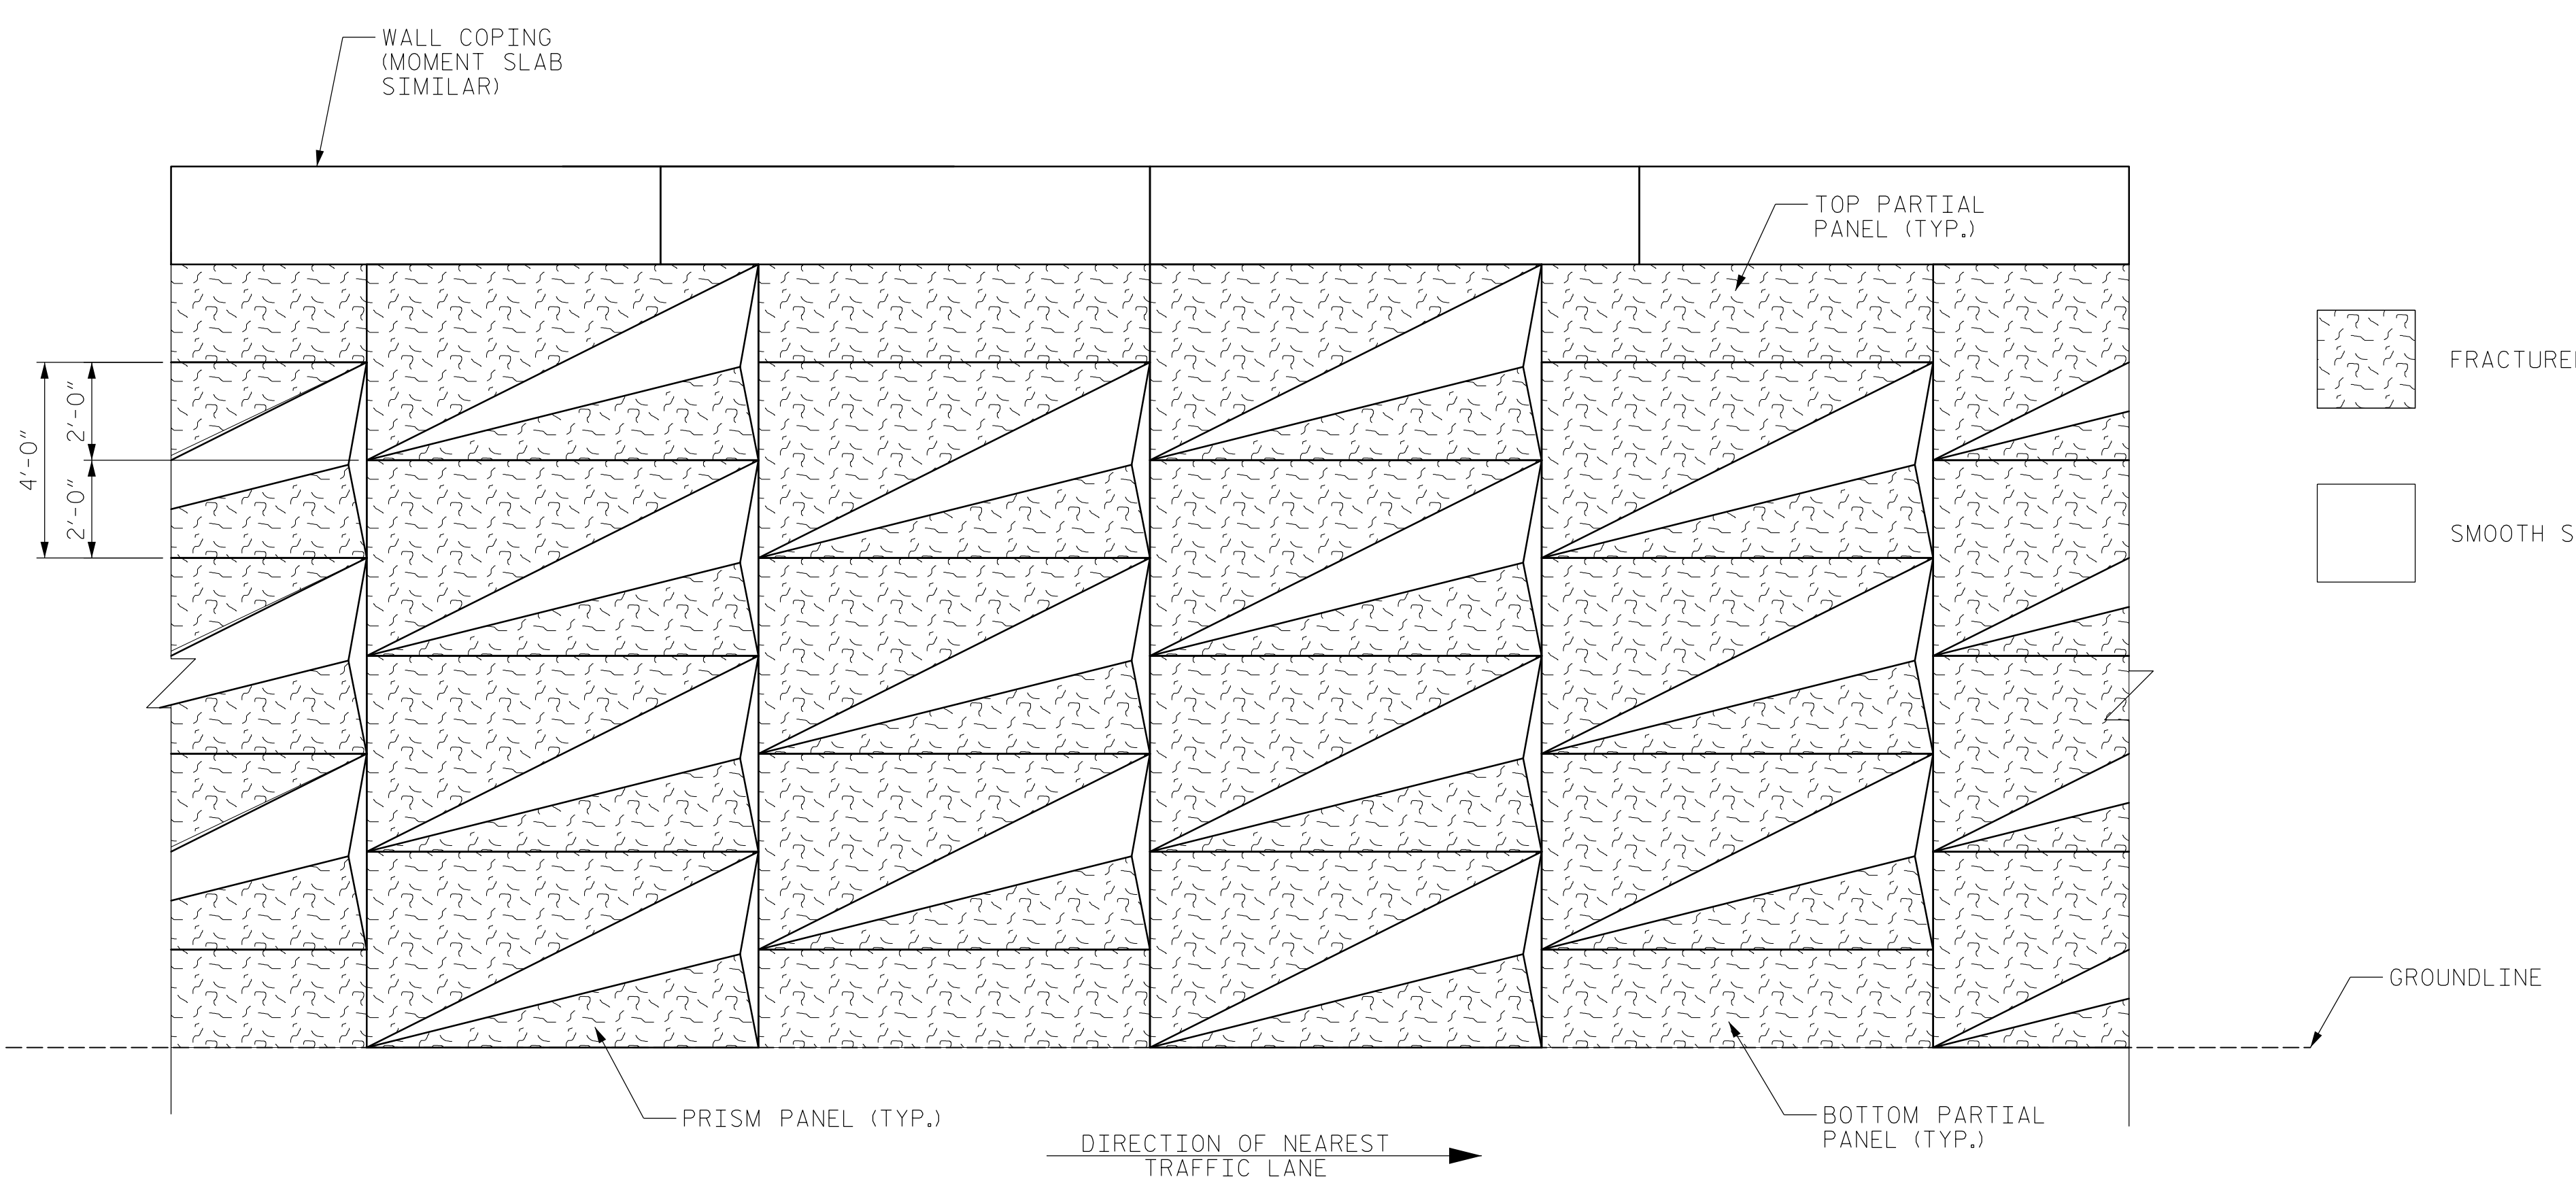 WALL COPING
(MOMENT SLAB
SIMILAR)
TOP PARTIAL
PANEL (TYP.)
4'-0"
2'-0"
2'-0"
SMOOTH
GROUNDLINE
PRISM PANEL (TYP.)
BOTTOM PARTIAL
PANEL (TYP.)
DIRECTION OF NEAREST
TRAFFIC LANE